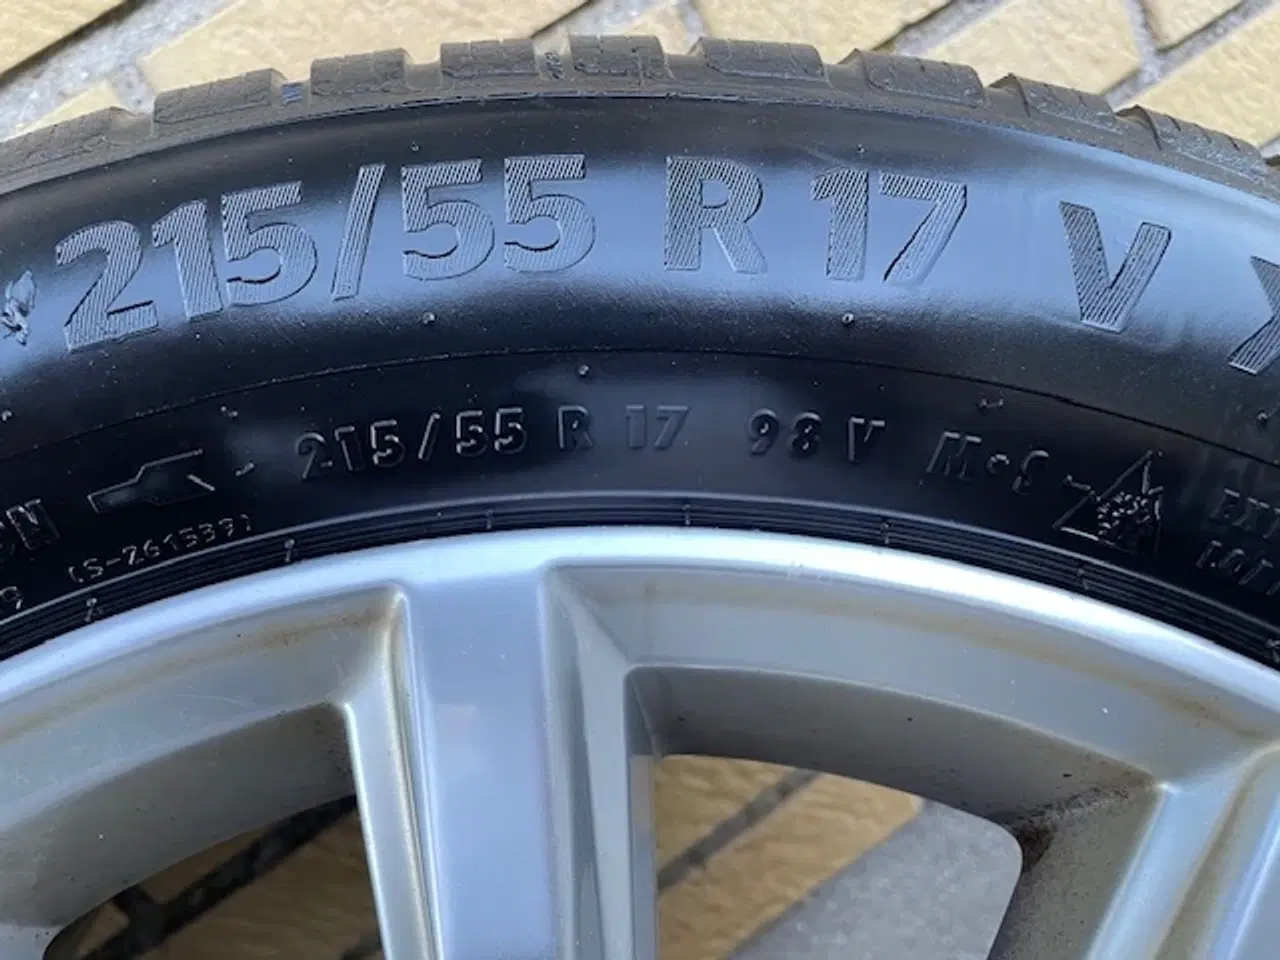 215/55 R 17 V X
215/55 R 17 98 V M+S
(S-261539)